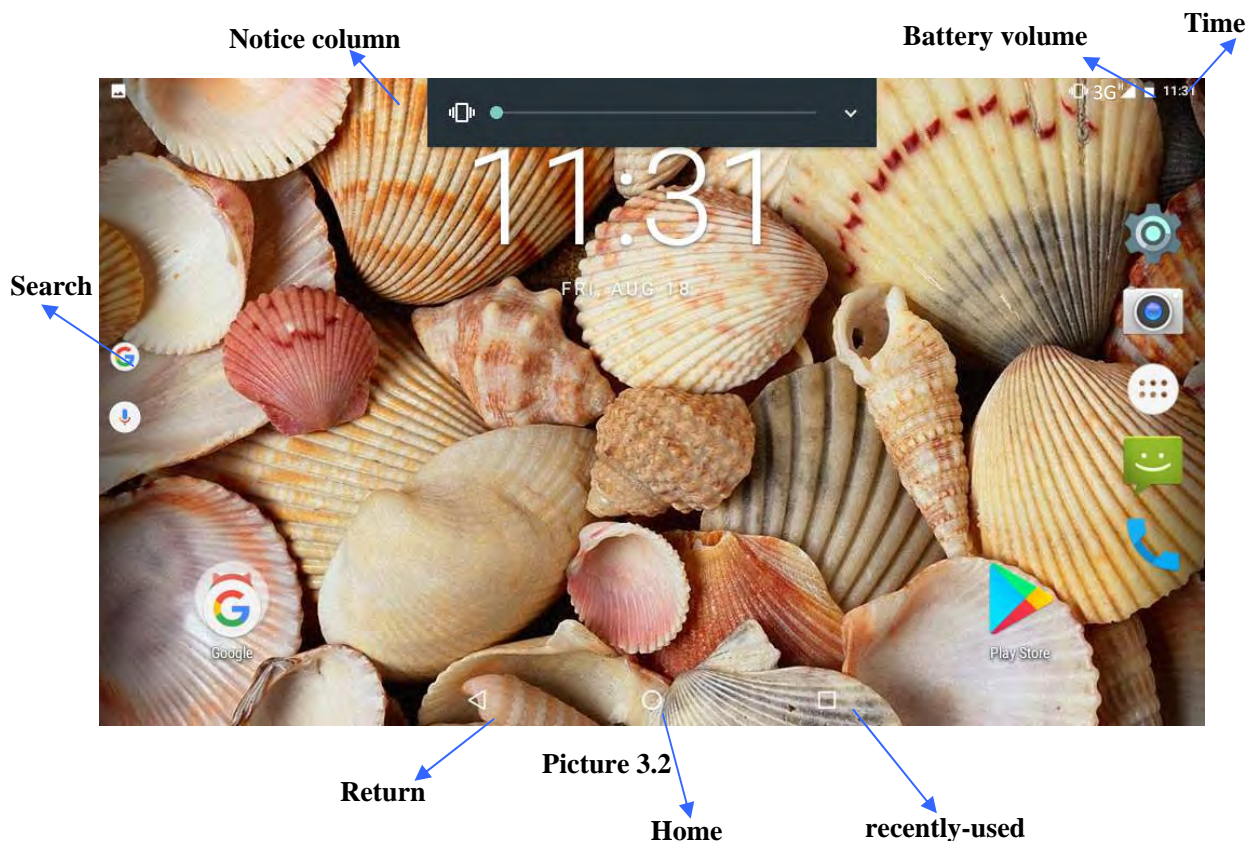 Time
Notice column
Battery volume
3G H 11:31
11:31
FRI, AUG 18
Search
Google
Play Store
Picture 3.2
Return
Home
recently-used